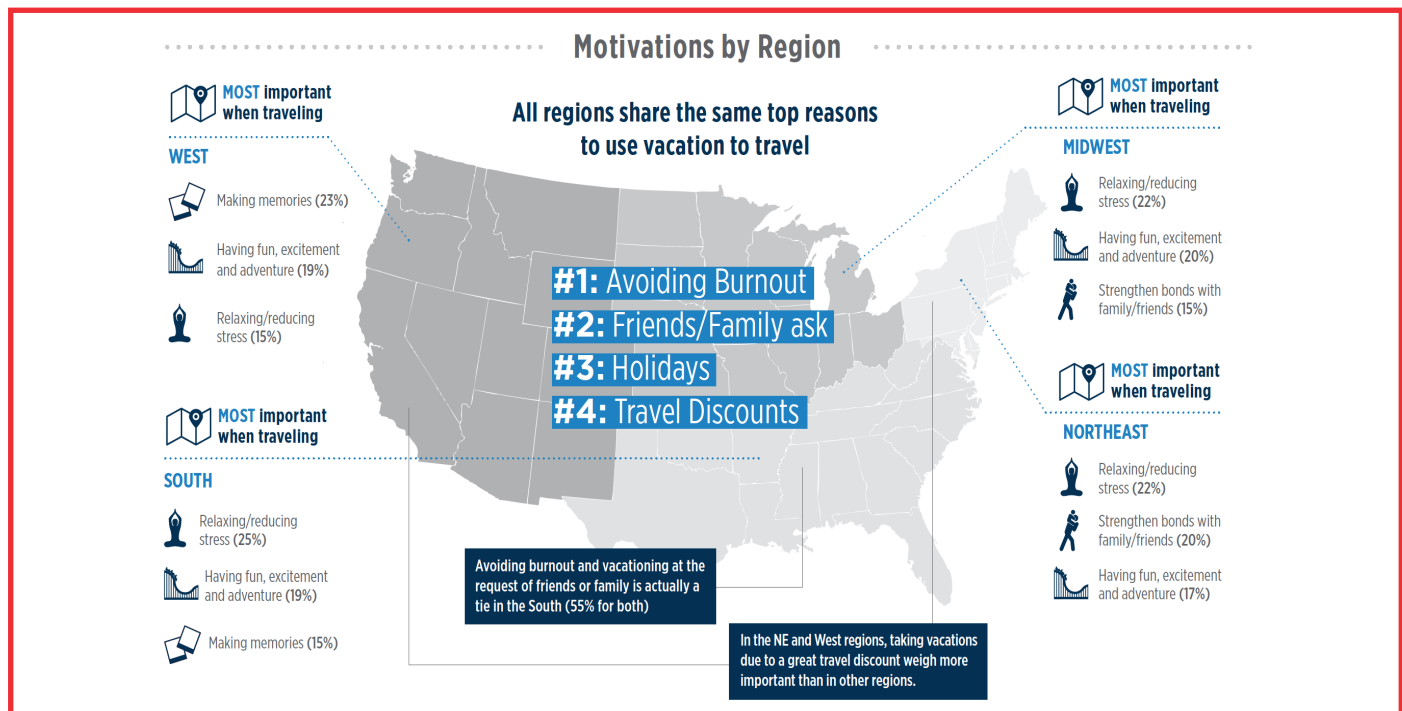 Motivations by Region
All regions share the same top reasons
to use vacation to travel
MOST important
when traveling
WEST
Making memories (23%)
Having fun, excitement
and adventure (19%)
Relaxing/reducing
stress (15%)
MOST important
when traveling
SOUTH
Relaxing/reducing
stress (25%)
Having fun, excitement
and adventure (19%)
Making memories (15%)
#1: Avoiding Burnout
#2: Friends/Family ask
#3: Holidays
#4: Travel Discounts
Avoiding burnout and vacationing at the
request of friends or family is actually a
tie in the South (55% for both)
In the NE and West regions, taking vacations
due to a great travel discount weigh more
important than in other regions.
MOST important
when traveling
MIDWEST
Relaxing/reducing
stress (22%)
Having fun, excitement
and adventure (20%)
Strengthen bonds with
family/friends (15%)
MOST important
when traveling
NORTHEAST
Relaxing/reducing
stress (22%)
Strengthen bonds with
family/friends (20%)
Having fun, excitement
and adventure (17%)